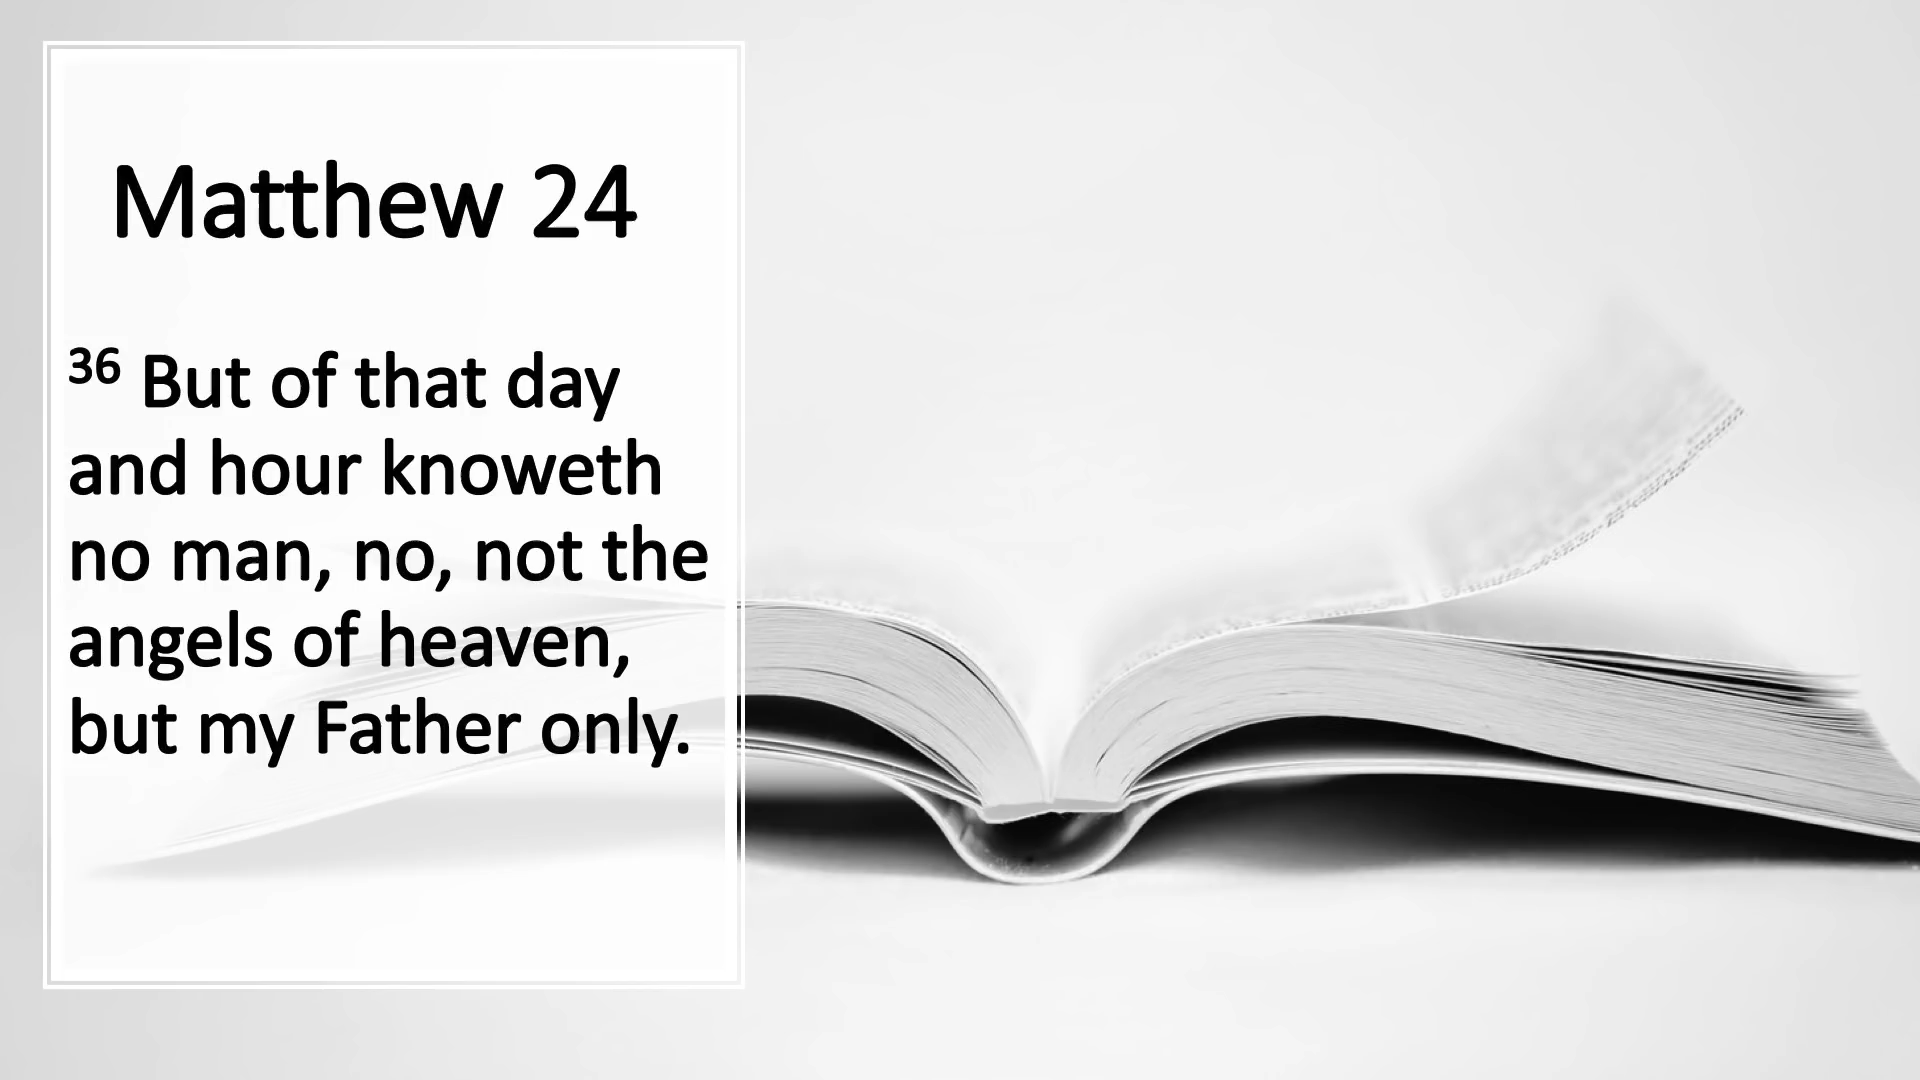 Matthew 24
36 But of that day
and hour knoweth
no man, no, not the
angels of heaven,
but my Father only.